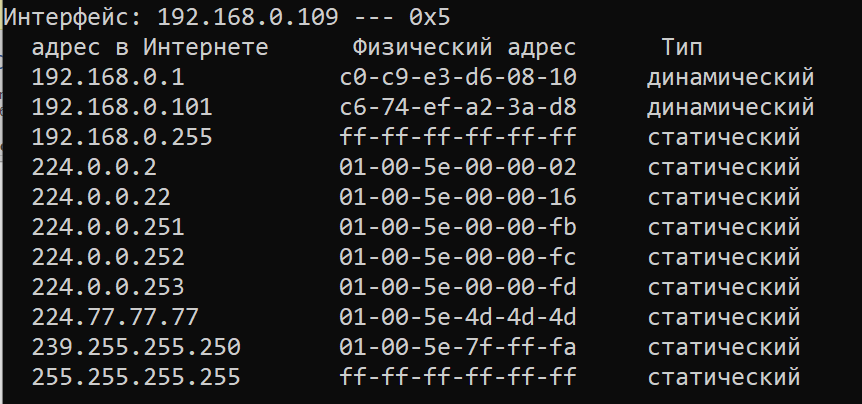 Интерфейс: 192.168.0.109 --- 0x5
адрес в Интернете Физический адрес Тип
192.168.0.1 c0-c9-e3-d6-08-10 динамический
192.168.0.101 c6-74-ef-a2-3a-d8 динамический
192.168.0.255 ff-ff-ff-ff-ff-ff статический
224.0.0.2 01-00-5e-00-00-02 статический
224.0.0.22 01-00-5e-00-00-16 статический
224.0.0.251 01-00-5e-00-00-fb статический
224.0.0.252 01-00-5e-00-00-fc статический
224.0.0.253 01-00-5e-00-00-fd статический
224.77.77.77 01-00-5e-4d-4d-4d статический
239.255.255.250 01-00-5e-7f-ff-fa статический
255.255.255.255 ff-ff-ff-ff-ff-ff статический